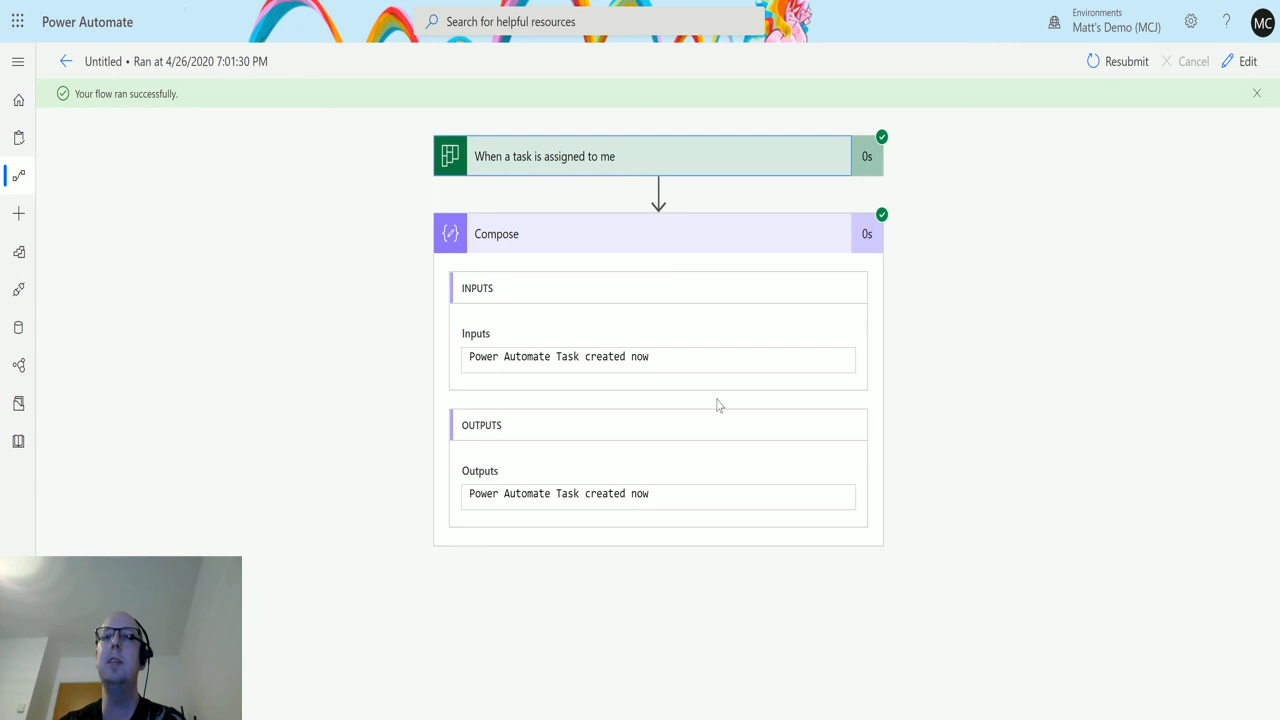 Power Automate
Search for helpful resources
Environments
Matt's Demo (MCJ)
MC
Untitled • Ran at 4/26/2020 7:01:30 PM
Resubmit
Cancel
Edit
Your flow ran successfully.
When a task is assigned to me
0s
Compose
0s
INPUTS
Inputs
Power Automate Task created now
OUTPUTS
Outputs
Power Automate Task created now